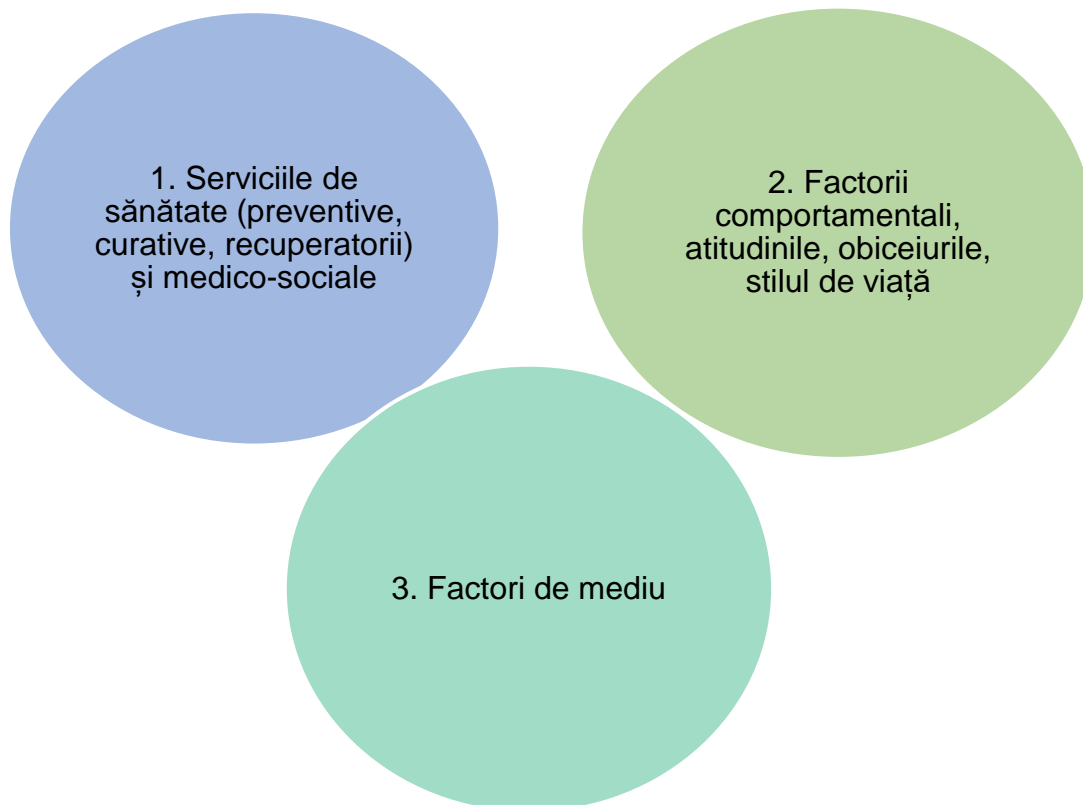 1. Serviciile de
sănătate (preventive,
curative, recuperatorii)
și medico-sociale
2. Factorii
comportamentali,
atitudinile, obiceiurile,
stilul de viață
3. Factori de mediu